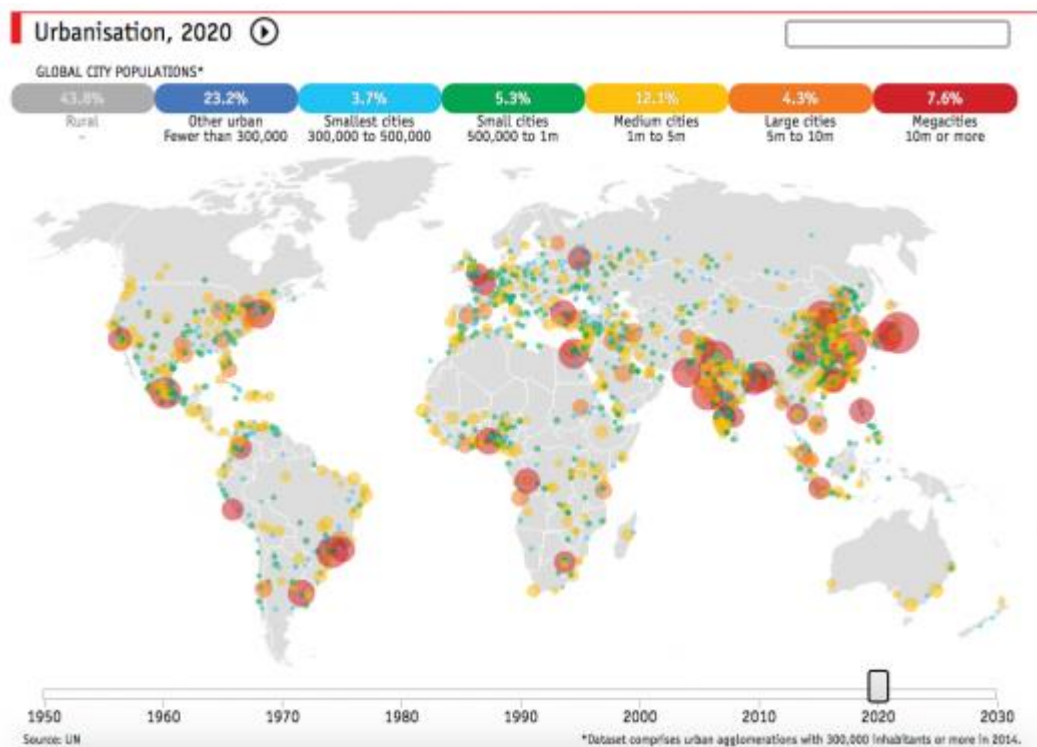 Urbanisation, 2020
GLOBAL CITY POPULATIONS*
43.8% 23.2% 3.7% 5.3% 12.1% 4.3% 7.6%
Rural Other urban Smallest cities Small cities Medium cities Large cities Megacities
– Fewer than 300,000 300,000 to 500,000 500,000 to 1m 1m to 5m 5m to 10m 10m or more
1950 1960 1970 1980 1990 2000 2010 2020 2030
Source: UN *Dataset comprises urban agglomerations with 300,000 inhabitants or more in 2014.